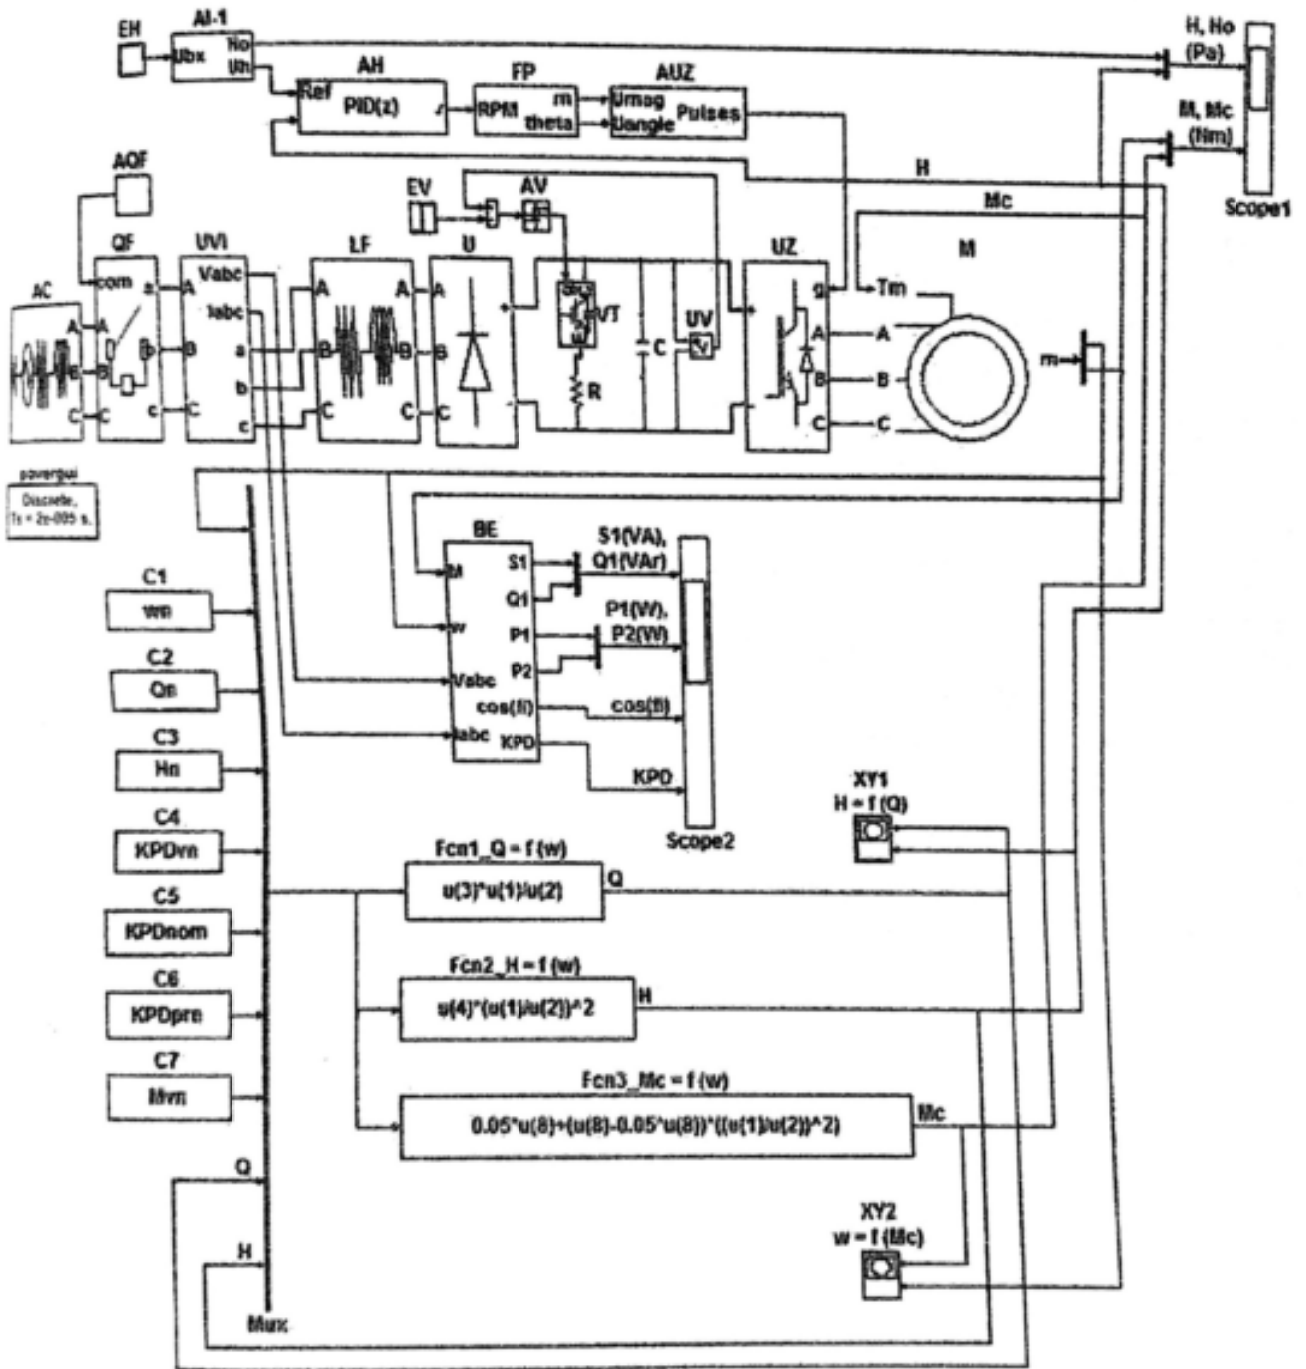 EH
AI-1
Ubx
Ho
Uh
AH
Ref
PID(z)
FP
RPM
m
theta
AUZ
Umag
Uangle
Pulses
H, Ho
(Pa)
M, Mc
(Nm)
Scope1
H
Mc
AQF
EV
AV
AC
A
B
C
QF
com
A
B
C
a
b
c
UVI
A
B
C
Vabc
Iabc
a
b
c
LF
A
B
C
A
B
C
U
A
B
C
+
-
VT
R
C
UV
UZ
+
-
g
A
B
C
M
Tm
A
B
C
m
powergui
Discrete,
Ts = 2e-005 s.
BE
M
w
Vabc
Iabc
S1
Q1
P1
P2
cos(fi)
KPD
S1(VA),
Q1(VAr)
P1(W),
P2(W)
cos(fi)
KPD
Scope2
C1
wn
C2
Qn
C3
Hn
C4
KPDvn
C5
KPDnom
C6
KPDprn
C7
Mvn
Q
H
Mux
Fcn1_Q = f (w)
u(3)*u(1)/u(2)
Q
Fcn2_H = f (w)
u(4)*(u(1)/u(2))^2
H
Fcn3_Mc = f (w)
0.05*u(8)+(u(8)-0.05*u(8))*((u(1)/u(2))^2)
Mc
XY1
H = f (Q)
XY2
w = f (Mc)